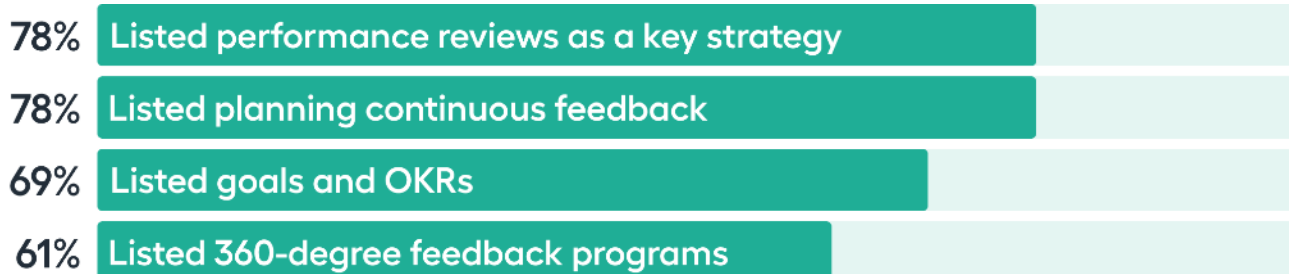 78% Listed performance reviews as a key strategy
78% Listed planning continuous feedback
69% Listed goals and OKRs
61% Listed 360-degree feedback programs